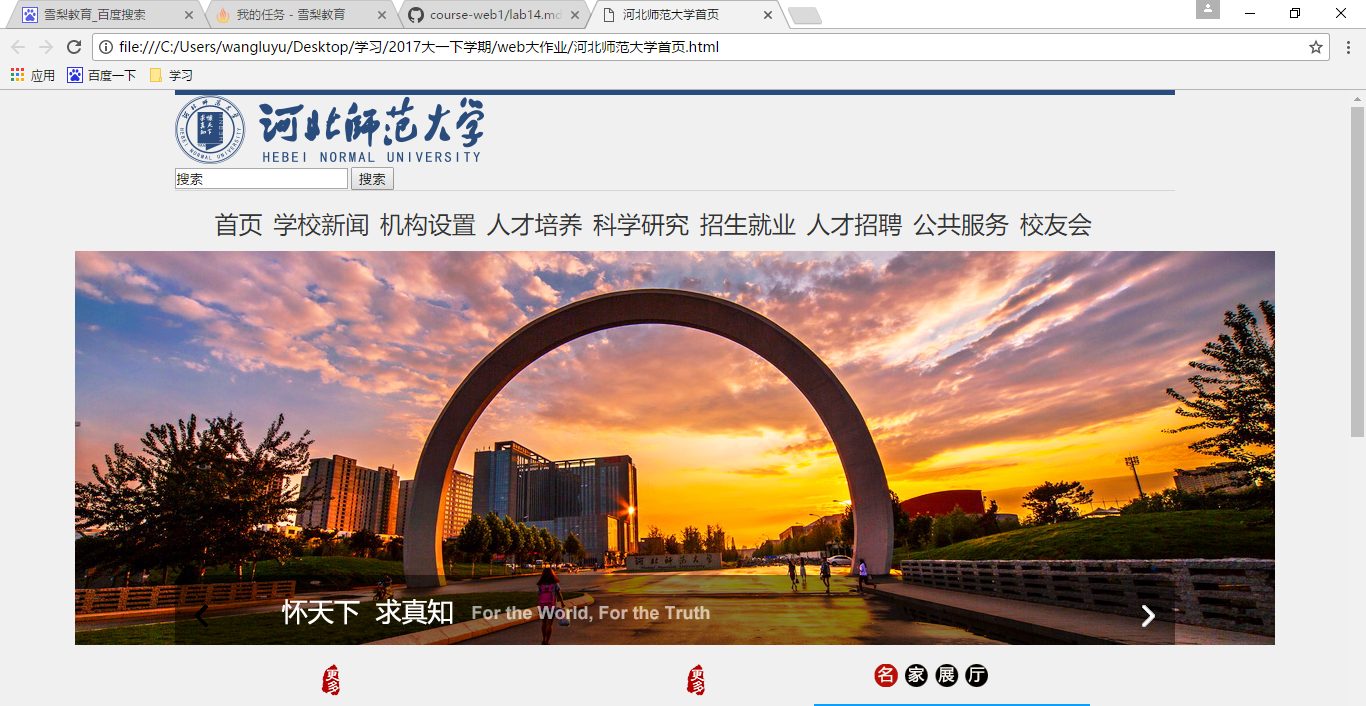 雪梨教育_百度搜索
我的任务 - 雪梨教育
course-web1/lab14.md
河北师范大学首页
file:///C:/Users/wangluyu/Desktop/学习/2017大一下学期/web大作业/河北师范大学首页.html
应用 百度一下 学习
河北师范大学
HEBEI NORMAL UNIVERSITY
搜索 搜索
首页 学校新闻 机构设置 人才培养 科学研究 招生就业 人才招聘 公共服务 校友会
河北师范大学
怀天下 求真知 For the World, For the Truth
更多 更多 名家展厅